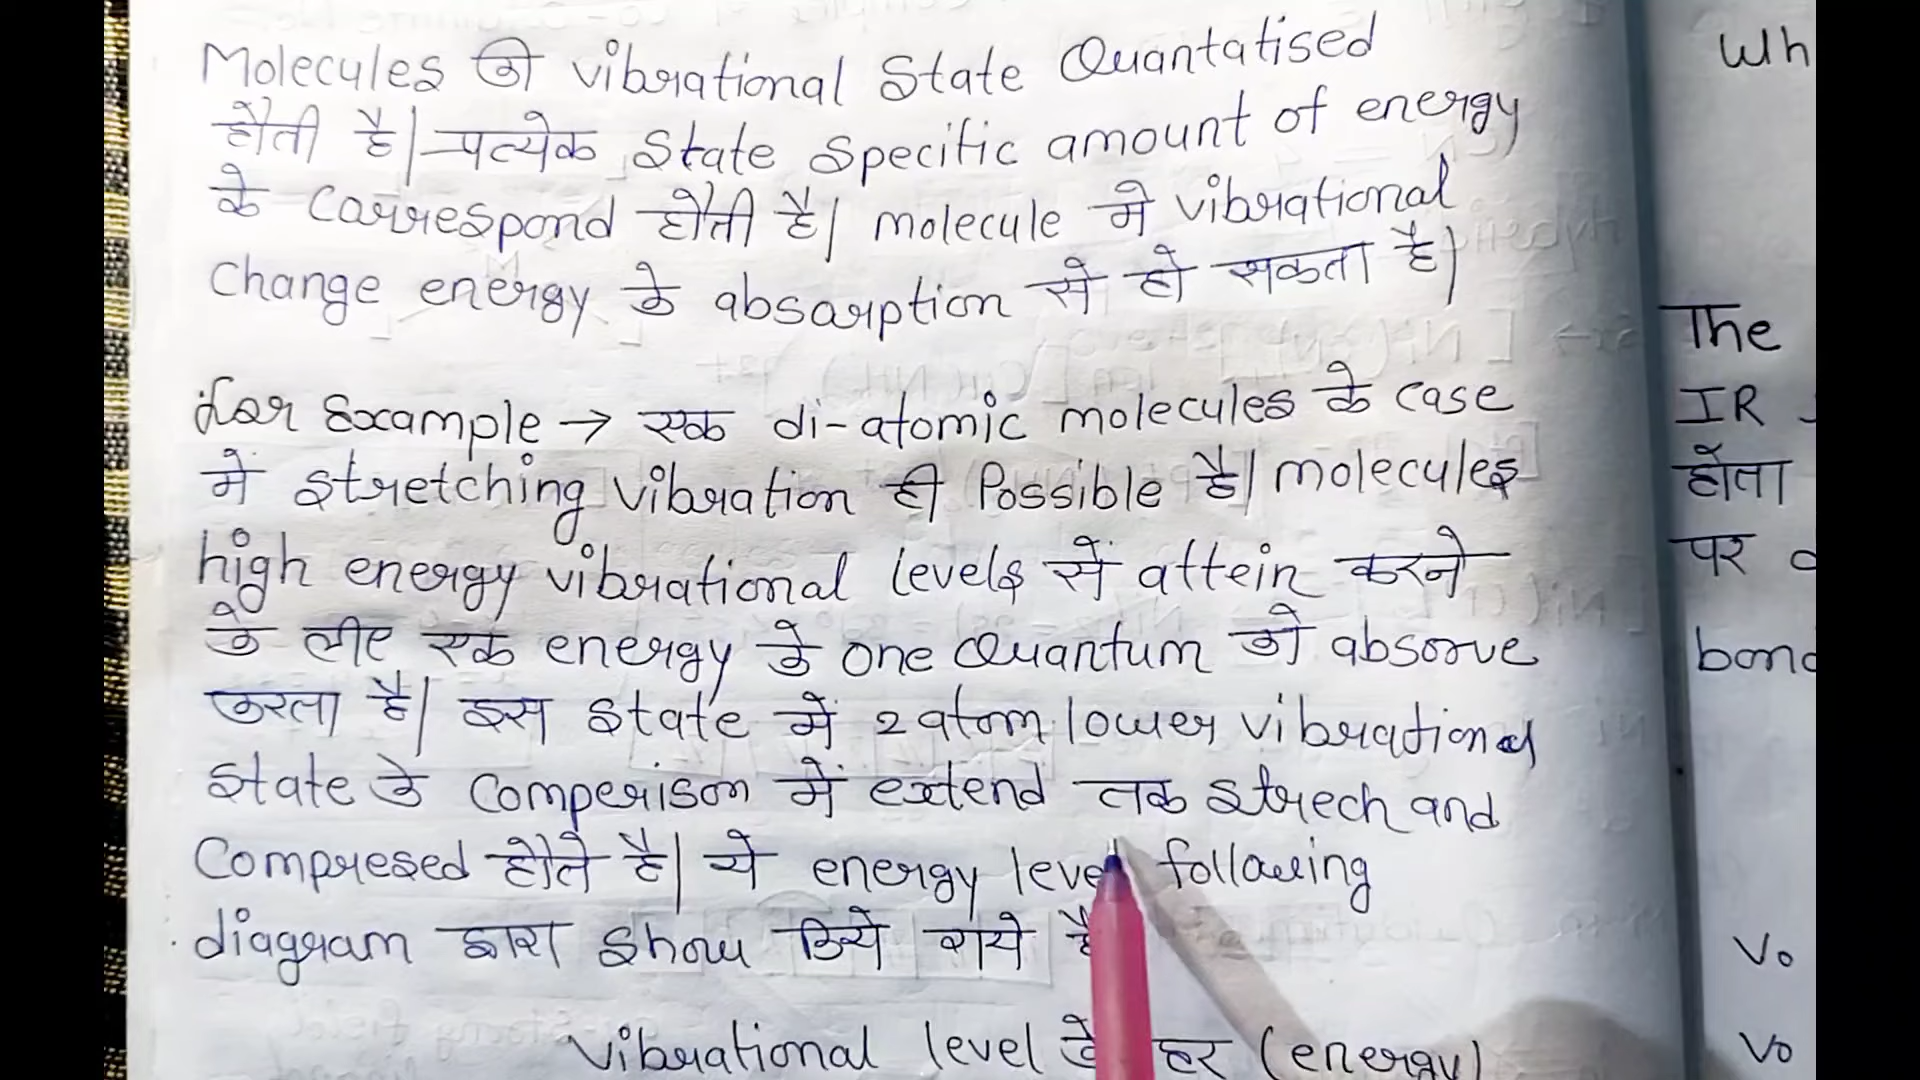 Molecules की vibrational State Quantatised
होती है। प्रत्येक State Specific amount of energy
के Correspond होती है। molecule मे vibrational
Change energy के absorption से हो सकता है।
For Example → एक di-atomic molecules के case
मे stretching vibration ही Possible है। molecules
high energy vibrational levels से attein करने
के लीए एक energy के one Quantum को absorve
करता है। इस state में 2 atom lower vibrational
State के Comperison में extend तक strech and
Compresed होते है। ये energy level following
diagram द्वारा show किये गये है
vibrational level के हर (energy)
Wh
The
IR
होता
पर
bond
Vo
Vo